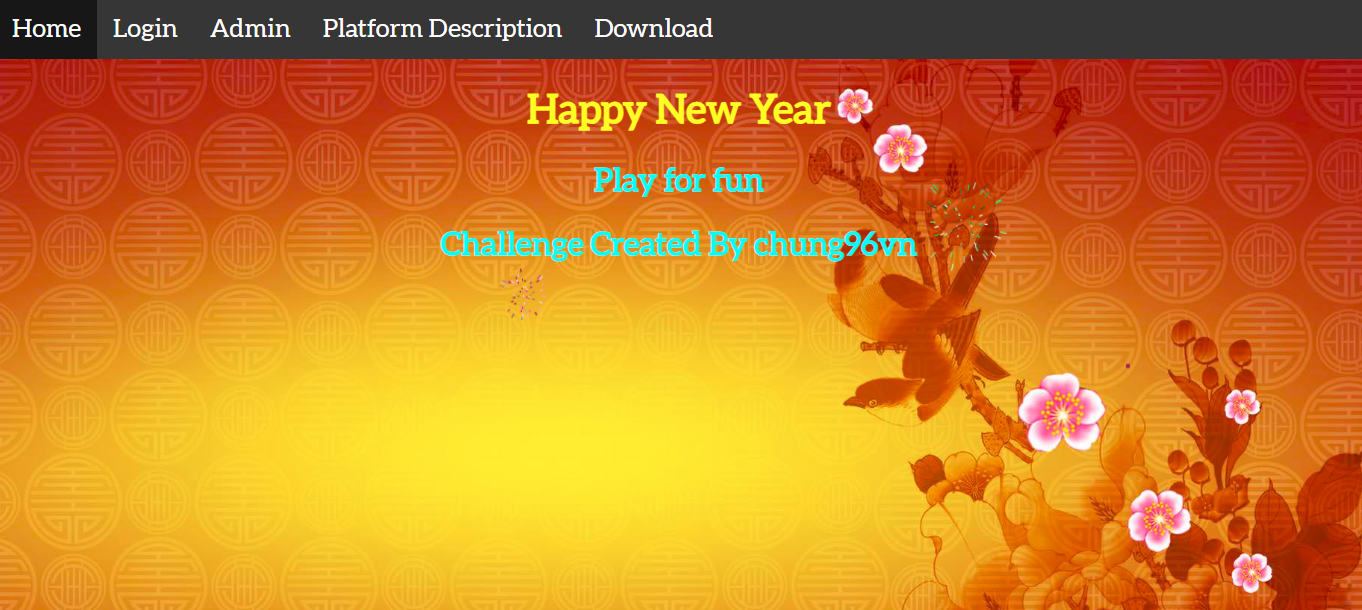 Home Login Admin Platform Description Download
Happy New Year
Play for fun
Challenge Created By chung96vn